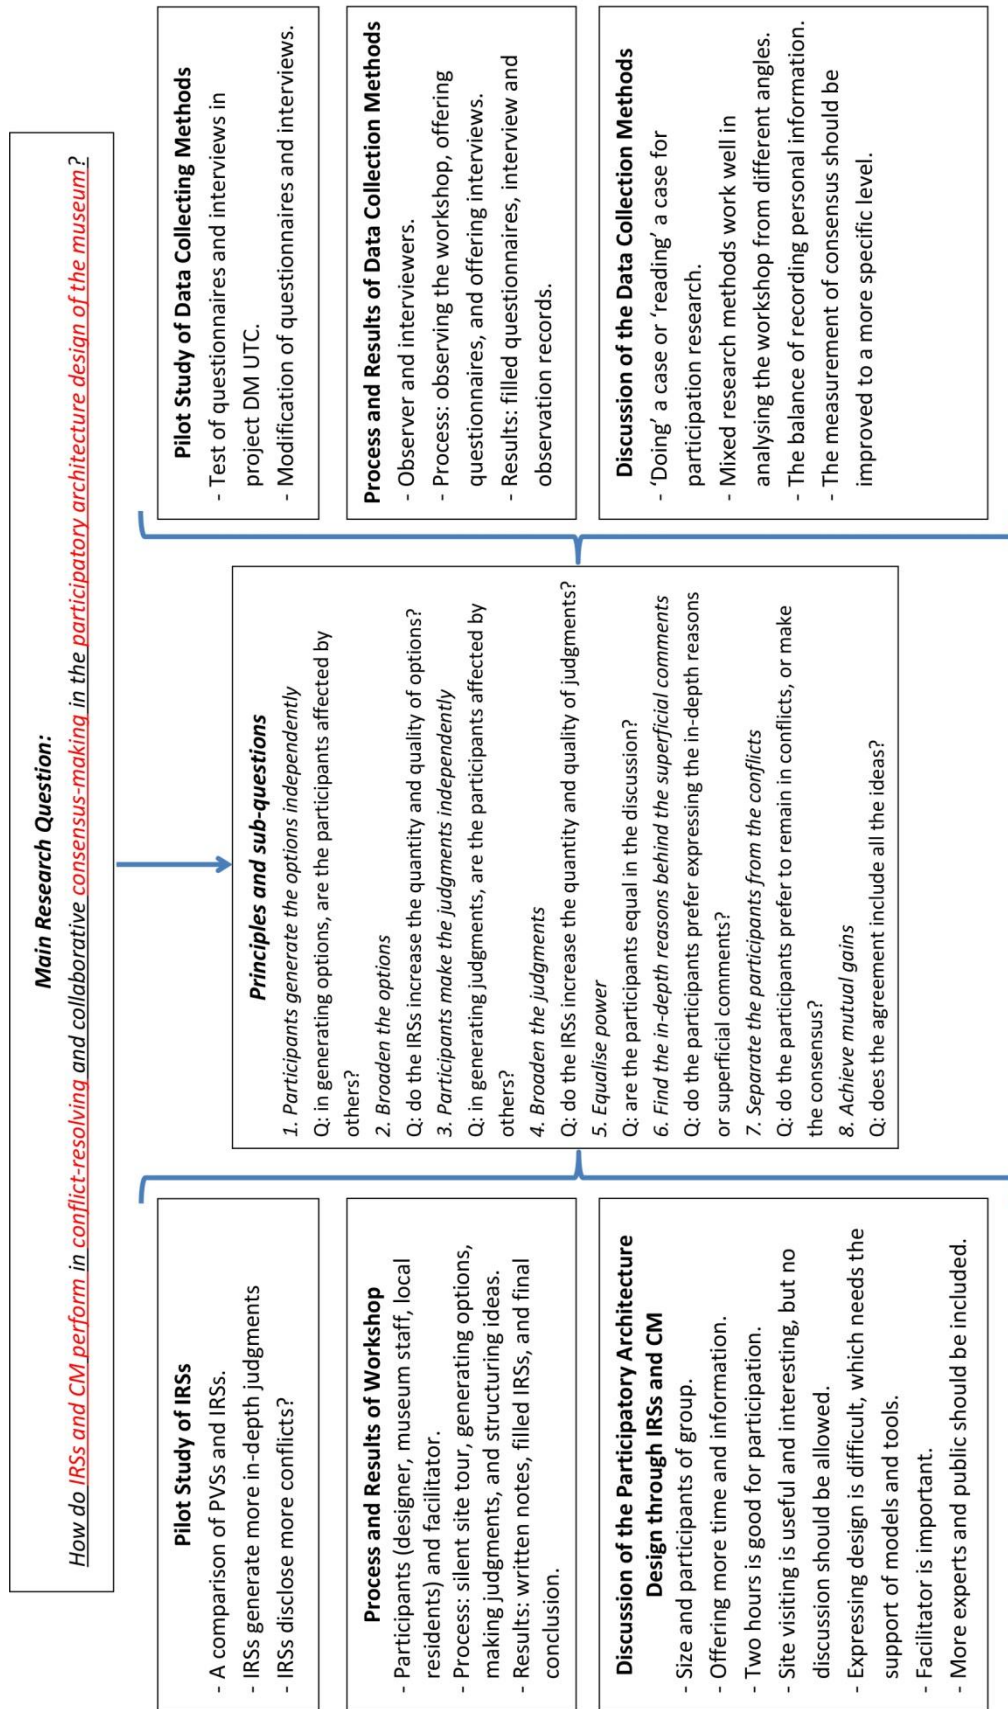 Main Research Question:
How do IRSs and CM perform in conflict-resolving and collaborative consensus-making in the participatory architecture design of the museum?
Pilot Study of IRSs
- A comparison of PVSs and IRSs.
- IRSs generate more in-depth judgments
- IRSs disclose more conflicts?
Process and Results of Workshop
- Participants (designer, museum staff, local
residents) and facilitator.
- Process: silent site tour, generating options,
making judgments, and structuring ideas.
- Results: written notes, filled IRSs, and final
conclusion.
Discussion of the Participatory Architecture
Design through IRSs and CM
- Size and participants of group.
- Offering more time and information.
- Two hours is good for participation.
- Site visiting is useful and interesting, but no
discussion should be allowed.
- Expressing design is difficult, which needs the
support of models and tools.
- Facilitator is important.
- More experts and public should be included.
Principles and sub-questions
1. Participants generate the options independently
Q: in generating options, are the participants affected by
others?
2. Broaden the options
Q: do the IRSs increase the quantity and quality of options?
3. Participants make the judgments independently
Q: in generating judgments, are the participants affected by
others?
4. Broaden the judgments
Q: do the IRSs increase the quantity and quality of judgments?
5. Equalise power
Q: are the participants equal in the discussion?
6. Find the in-depth reasons behind the superficial comments
Q: do the participants prefer expressing the in-depth reasons
or superficial comments?
7. Separate the participants from the conflicts
Q: do the participants prefer to remain in conflicts, or make
the consensus?
8. Achieve mutual gains
Q: does the agreement include all the ideas?
Pilot Study of Data Collecting Methods
- Test of questionnaires and interviews in
project DM UTC.
- Modification of questionnaires and interviews.
Process and Results of Data Collection Methods
- Observer and interviewers.
- Process: observing the workshop, offering
questionnaires, and offering interviews.
- Results: filled questionnaires, interview and
observation records.
Discussion of the Data Collection Methods
- ‘Doing’ a case or ‘reading’ a case for
participation research.
- Mixed research methods work well in
analysing the workshop from different angles.
- The balance of recording personal information.
- The measurement of consensus should be
improved to a more specific level.